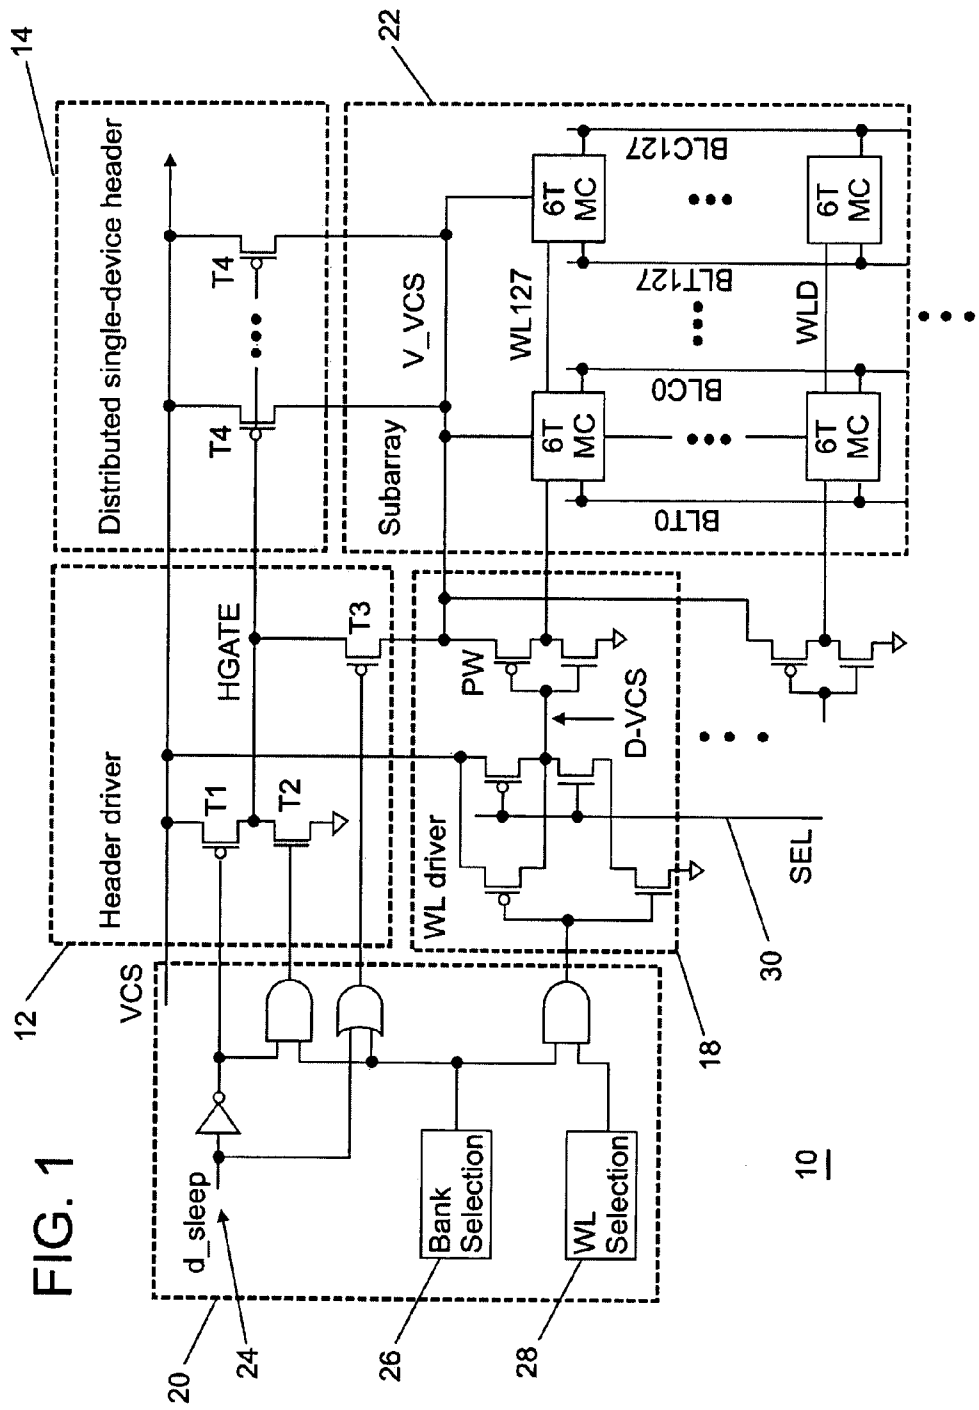 FIG. 1
12
14
Header driver
Distributed single-device header
VCS
T1
T2
HGATE
T3
T4
T4
20
d_sleep
24
Bank
Selection
26
WL
Selection
28
WL driver
PW
D-VCS
18
SEL
30
22
Subarray
V_VCS
6T
MC
WL127
6T
MC
BLT0
BLC0
BLT127
BLC127
6T
MC
WLD
6T
MC
10